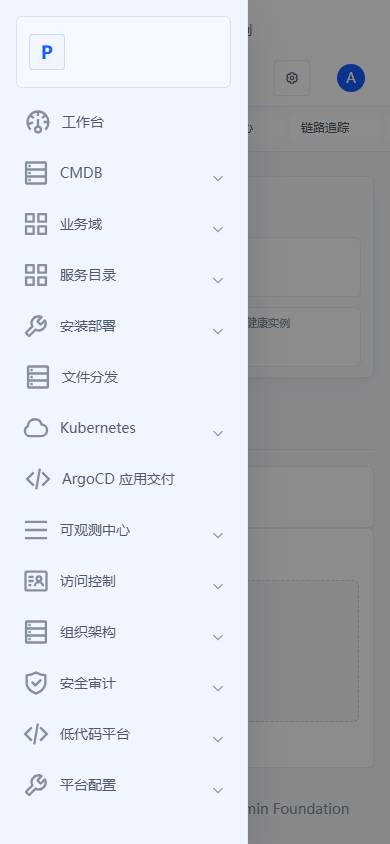 P
A
链路追踪
工作台
CMDB
业务域
服务目录
健康实例
安装部署
文件分发
Kubernetes
ArgoCD 应用交付
可观测中心
访问控制
组织架构
安全审计
低代码平台
平台配置
min Foundation